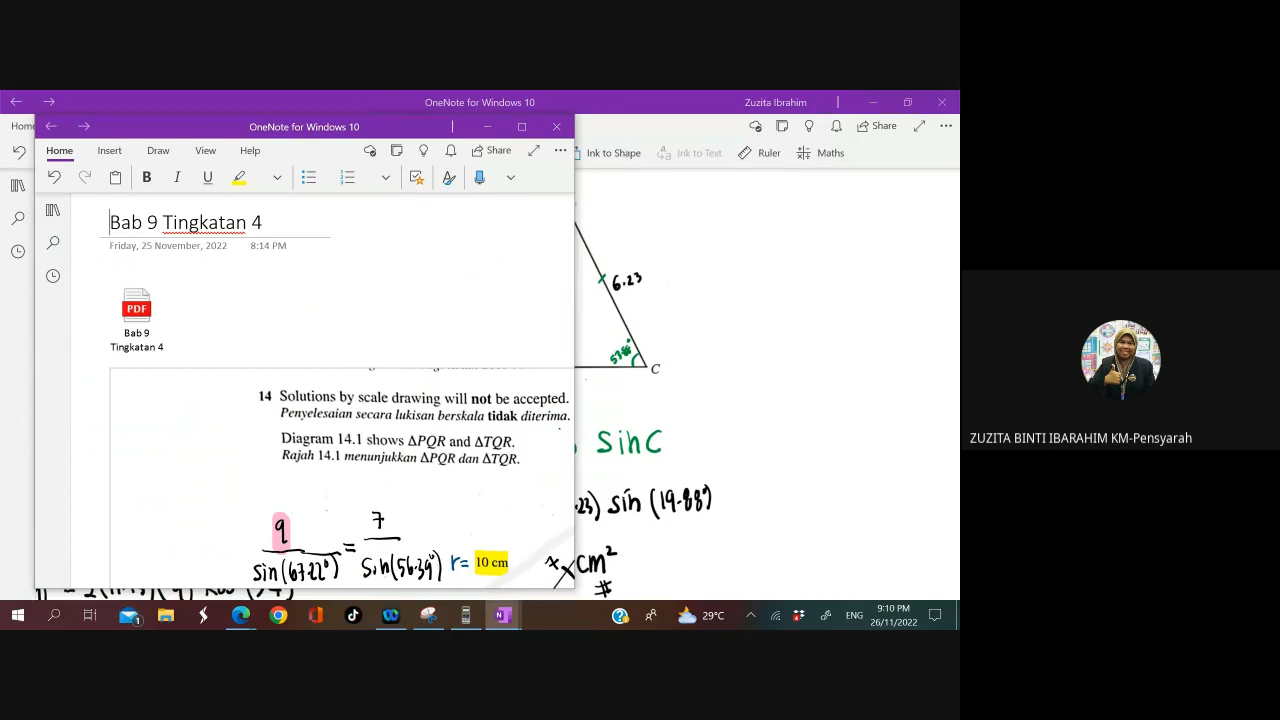 OneNote for Windows 10
Zuzita Ibrahim
Home
Share
Ink to Shape
Ink to Text
Ruler
Maths
OneNote for Windows 10
Home
Insert
Draw
View
Help
Share
B I U
Bab 9 Tingkatan 4
Friday, 25 November, 2022 8:14 PM
PDF
Bab 9
Tingkatan 4
14 Solutions by scale drawing will not be accepted.
Penyelesaian secara lukisan berskala tidak diterima.
Diagram 14.1 shows ΔPQR and ΔTQR.
Rajah 14.1 menunjukkan ΔPQR dan ΔTQR.
q / sin(67.22°) = 7 / sin(56.39°)
r = 10 cm
6.23
C
Sin C
23) sin (19.88°)
cm²
#
29°C
ENG
9:10 PM
26/11/2022
ZUZITA BINTI IBARAHIM KM-Pensyarah